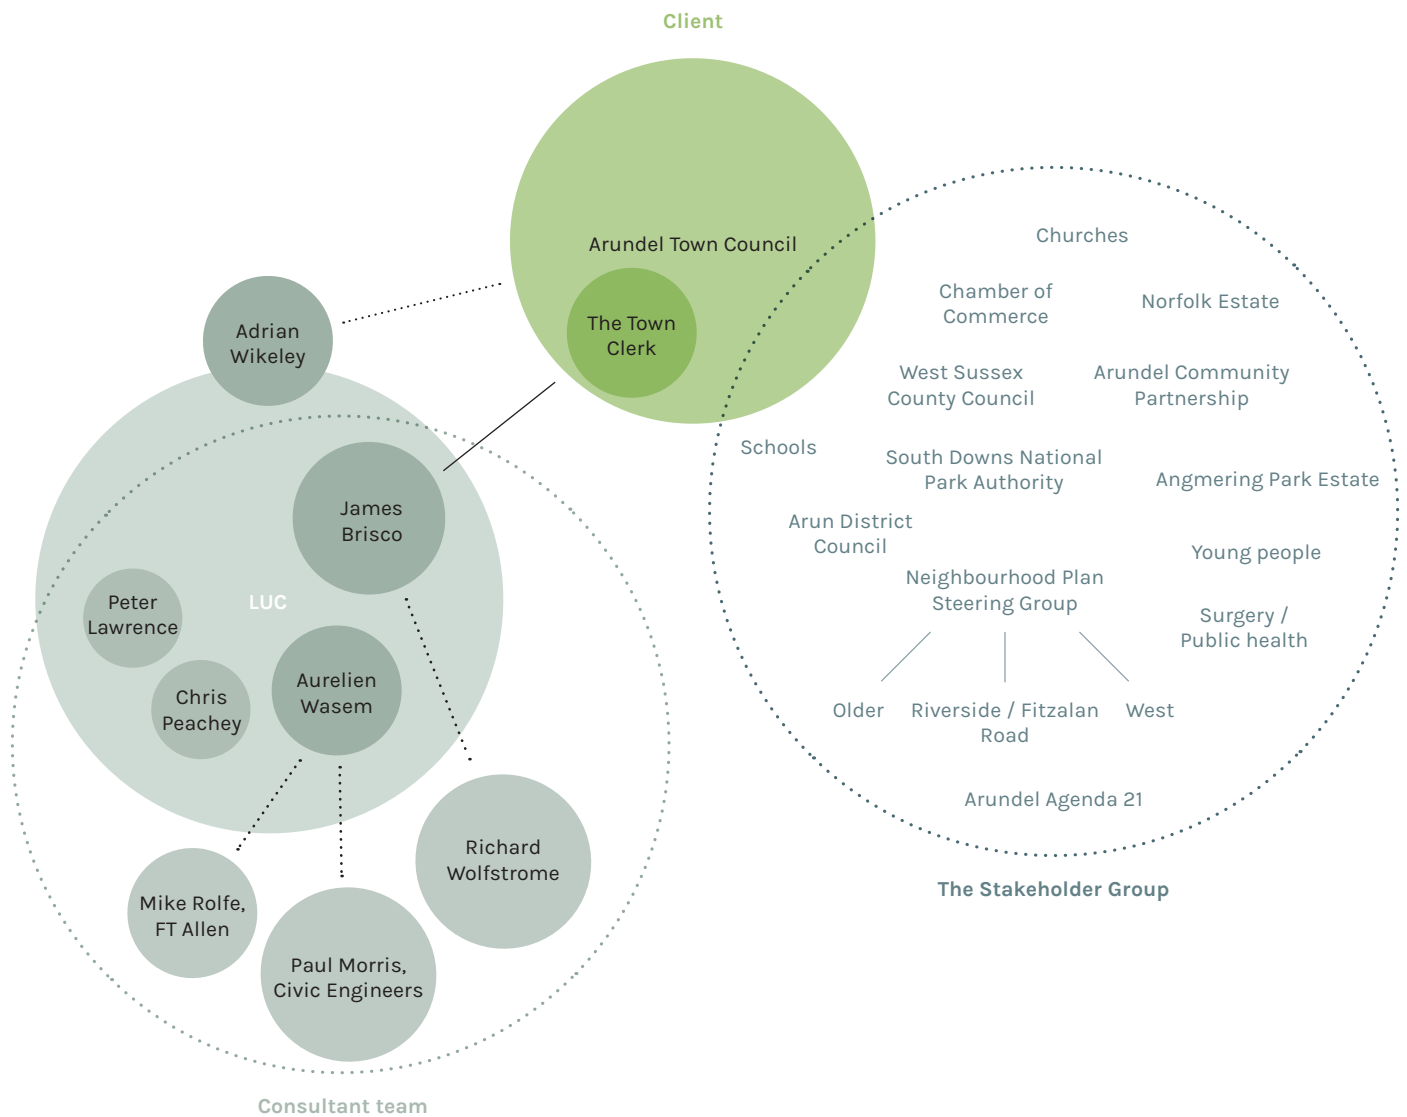 Client
Arundel Town Council
The Town
Clerk
Adrian
Wikeley
James
Brisco
LUC
Peter
Lawrence
Chris
Peachey
Aurelien
Wasem
Richard
Wolfstrome
Mike Rolfe,
FT Allen
Paul Morris,
Civic Engineers
Consultant team
Churches
Chamber of
Commerce
Norfolk Estate
West Sussex
County Council
Arundel Community
Partnership
Schools
South Downs National
Park Authority
Angmering Park Estate
Arun District
Council
Young people
Neighbourhood Plan
Steering Group
Surgery /
Public health
Older
Riverside / Fitzalan
Road
West
Arundel Agenda 21
The Stakeholder Group